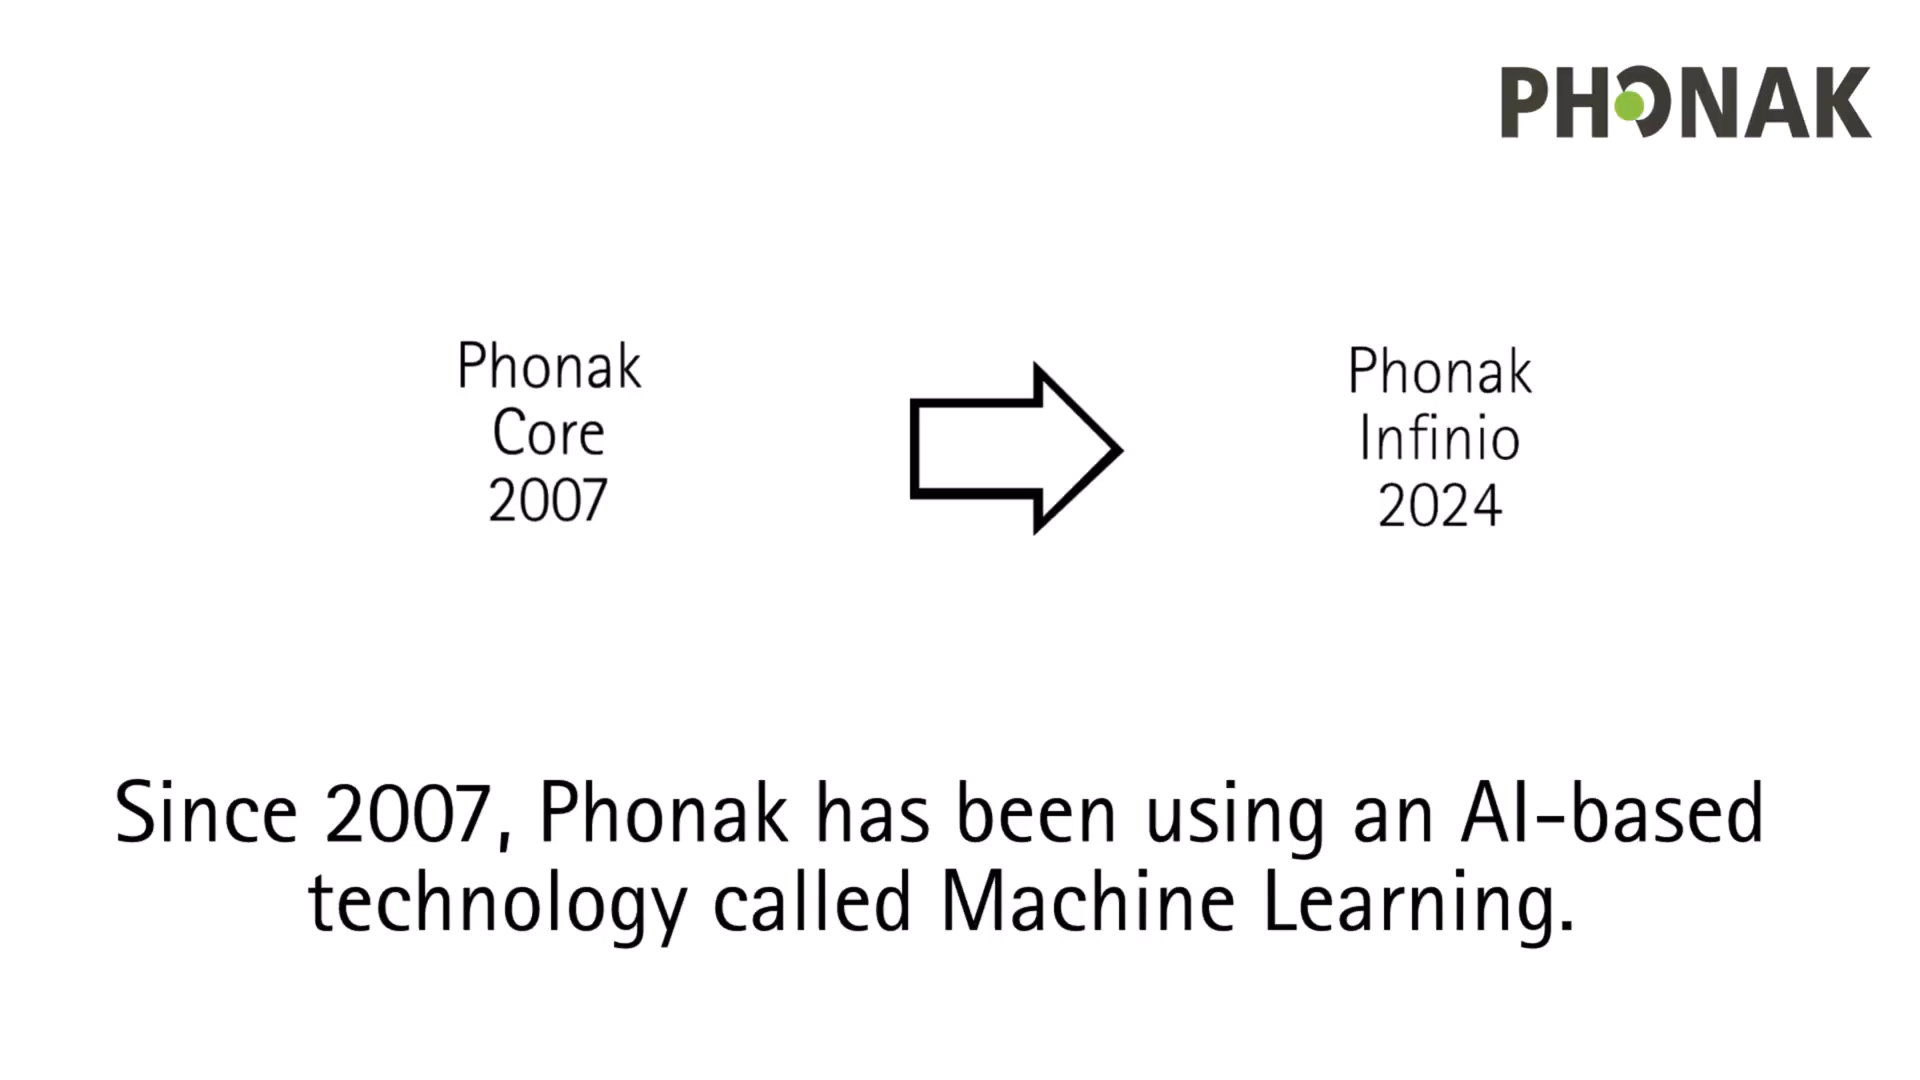 PHONAK
Phonak
Core
2007
Phonak
Infinio
2024
Since 2007, Phonak has been using an AI-based
technology called Machine Learning.